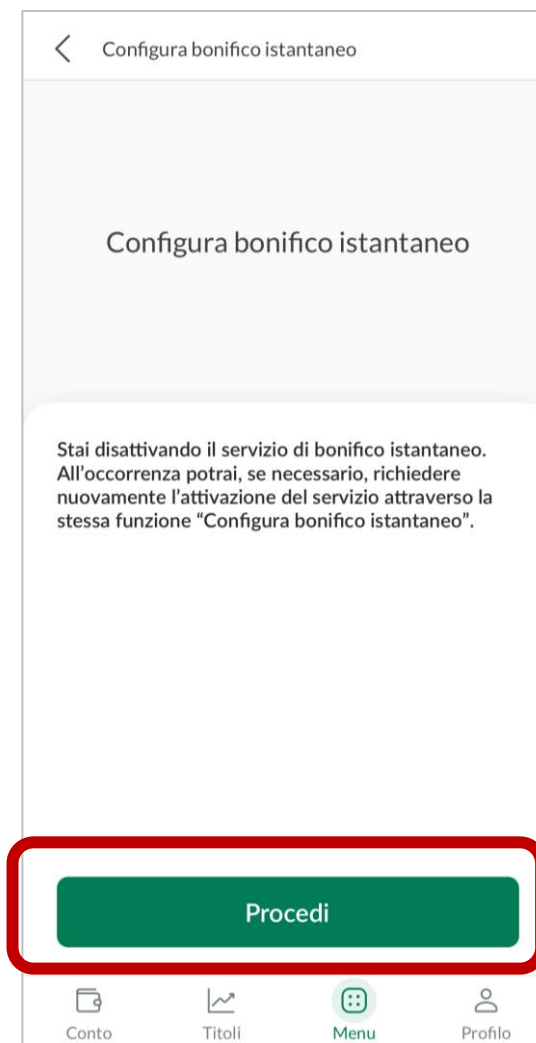 Configura bonifico istantaneo
Configura bonifico istantaneo
Stai disattivando il servizio di bonifico istantaneo.
All’occorrenza potrai, se necessario, richiedere
nuovamente l’attivazione del servizio attraverso la
stessa funzione “Configura bonifico istantaneo”.
Procedi
Conto Titoli Menu Profilo